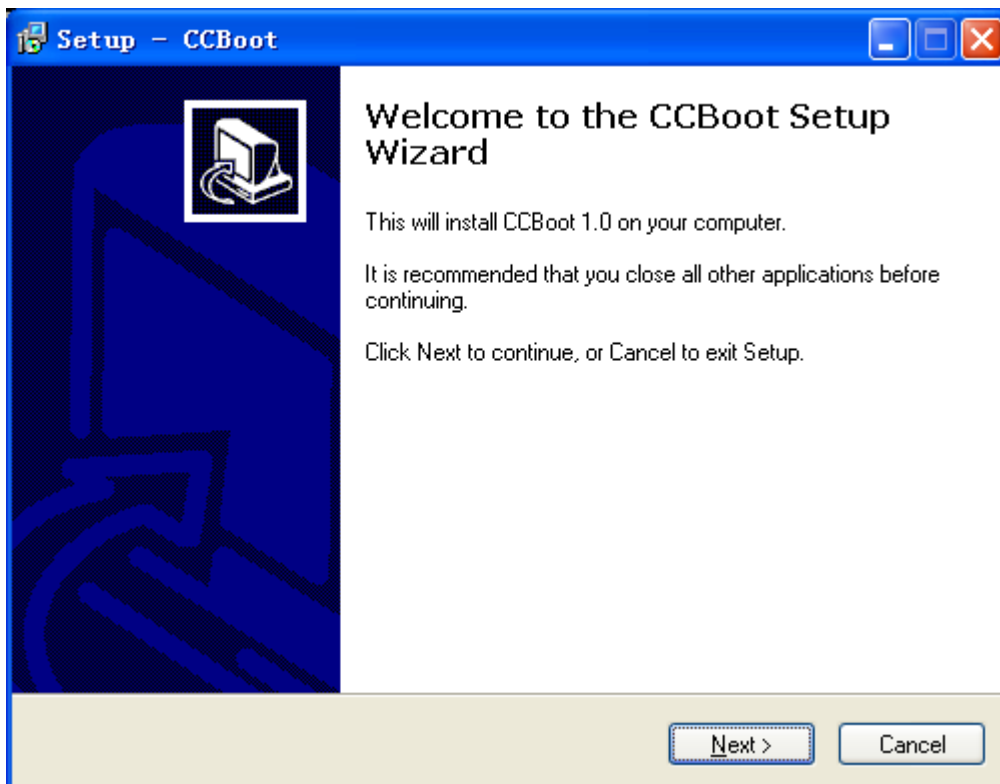 Setup - CCBoot
Welcome to the CCBoot Setup
Wizard
This will install CCBoot 1.0 on your computer.
It is recommended that you close all other applications before
continuing.
Click Next to continue, or Cancel to exit Setup.
Next >
Cancel